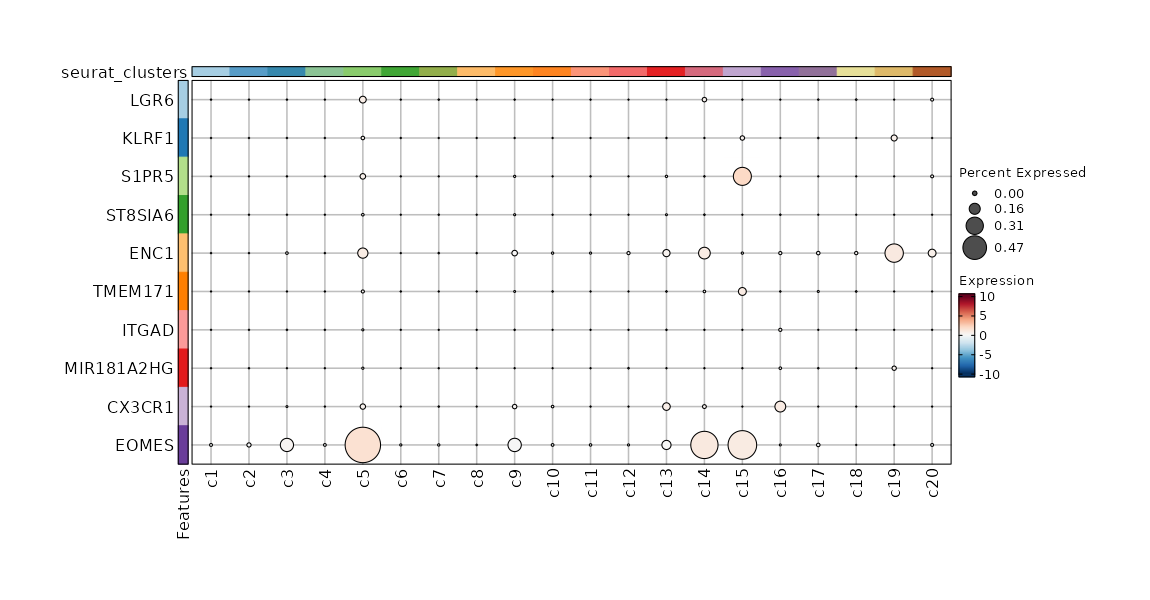 seurat_clusters
LGR6
KLRF1
S1PR5
ST8SIA6
ENC1
TMEM171
ITGAD
MIR181A2HG
CX3CR1
EOMES
Features
c1 c2 c3 c4 c5 c6 c7 c8 c9 c10 c11 c12 c13 c14 c15 c16 c17 c18 c19 c20
Percent Expressed
0.00
0.16
0.31
0.47
Expression
10
5
0
-5
-10